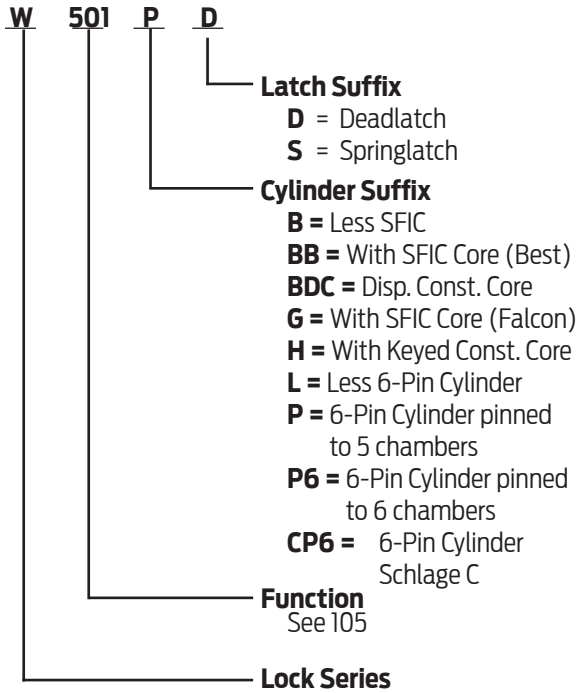 W 501 P D
Latch Suffix
D = Deadlatch
S = Springlatch
Cylinder Suffix
B = Less SFIC
BB = With SFIC Core (Best)
BDC = Disp. Const. Core
G = With SFIC Core (Falcon)
H = With Keyed Const. Core
L = Less 6-Pin Cylinder
P = 6-Pin Cylinder pinned
to 5 chambers
P6 = 6-Pin Cylinder pinned
to 6 chambers
CP6 = 6-Pin Cylinder
Schlage C
Function
See 105
Lock Series